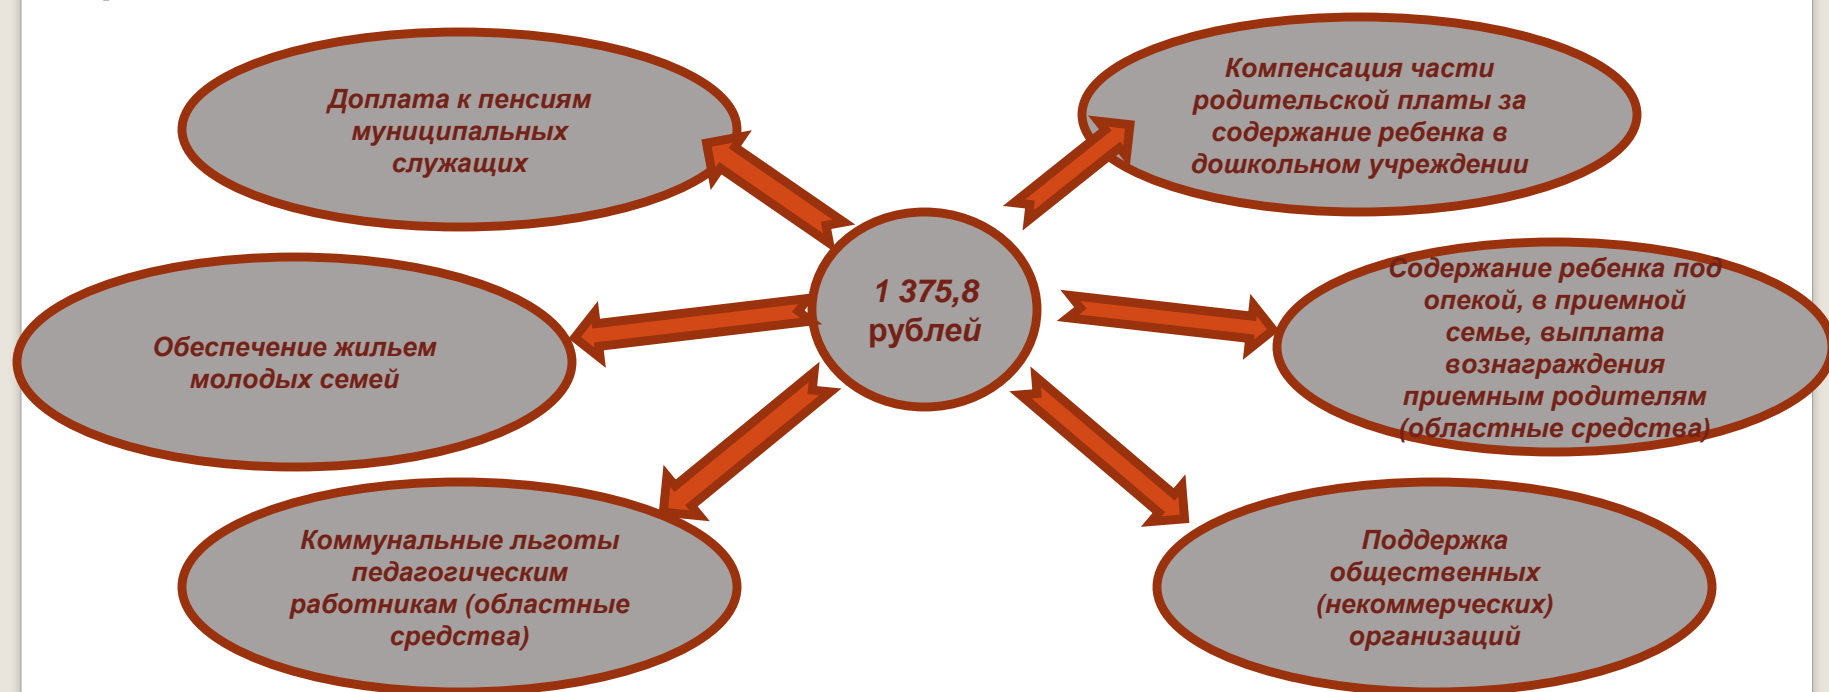 Доплата к пенсиям
муниципальных
служащих
Компенсация части
родительской платы за
содержание ребенка в
дошкольном учреждении
1 375,8
рублей
Обеспечение жильем
молодых семей
Содержание ребенка под
опекой, в приемной
семье, выплата
вознаграждения
приемным родителям
(областные средства)
Коммунальные льготы
педагогическим
работникам (областные
средства)
Поддержка
общественных
(некоммерческих)
организаций